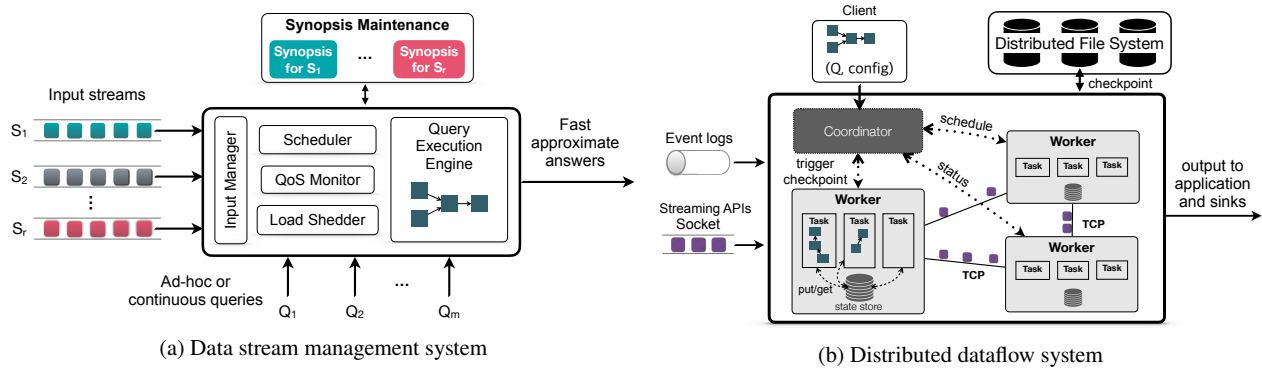 Synopsis Maintenance
Synopsis
for S1
...
Synopsis
for Sr
Input streams
S1
S2
⋮
Sr
Input Manager
Scheduler
QoS Monitor
Load Shedder
Query
Execution
Engine
Fast
approximate
answers
Ad-hoc or
continuous queries
Q1
Q2
...
Qm
(a) Data stream management system
Client
(Q, config)
Distributed File System
checkpoint
Coordinator
schedule
status
trigger
checkpoint
Event logs
Streaming APIs
Socket
Worker
Task
Task
Task
put/get
state store
Worker
Task
Task
Task
TCP
TCP
Worker
Task
Task
Task
output to
application
and sinks
(b) Distributed dataflow system